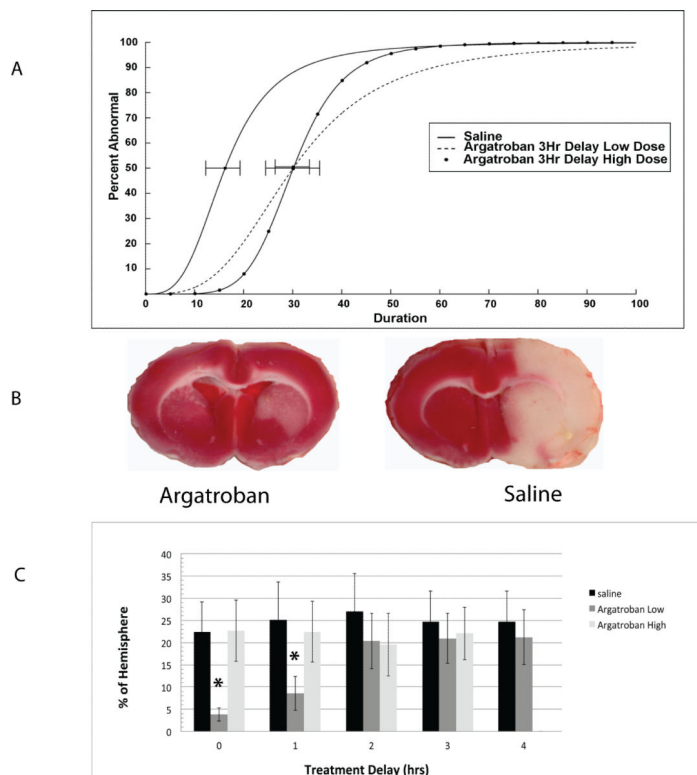 A
100
90
80
70
60
50
40
30
20
10
Percent Abnormal
Saline
Argatroban 3Hr Delay Low Dose
Argatroban 3Hr Delay High Dose
0 10 20 30 40 50 60 70 80 90 100
Duration
B
Argatroban Saline
C
40
35
30
25
20
15
10
5
0
% of Hemisphere
* *
saline
Argatroban Low
Argatroban High
0 1 2 3 4
Treatment Delay (hrs)